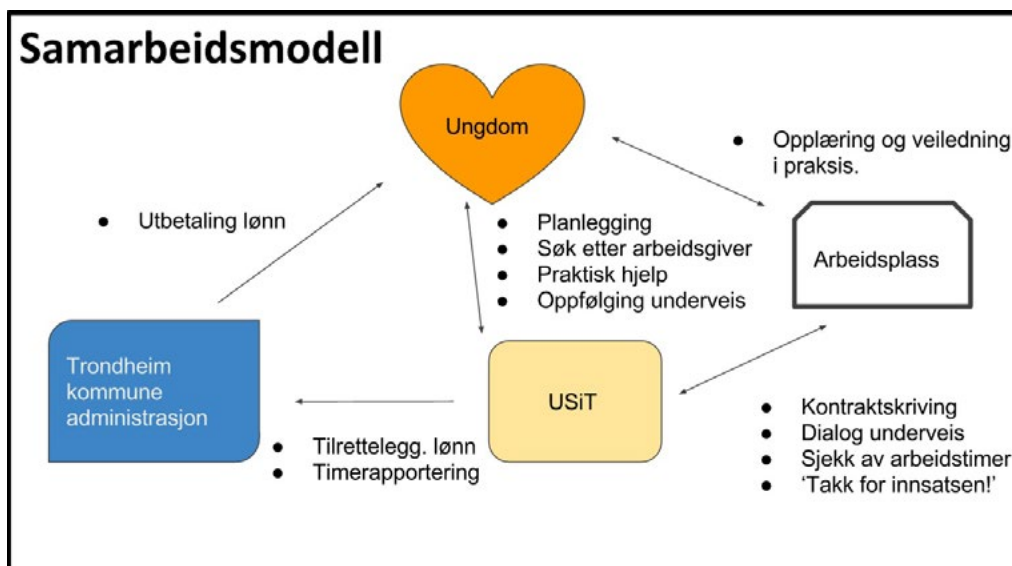 Samarbeidsmodell
Ungdom
● Opplæring og veiledning
i praksis.
● Utbetaling lønn
● Planlegging
● Søk etter arbeidsgiver
● Praktisk hjelp
● Oppfølging underveis
Arbeidsplass
Trondheim
kommune
administrasjon
USiT
● Tilrettelegg. lønn
● Timerapportering
● Kontraktskriving
● Dialog underveis
● Sjekk av arbeidstimer
● ‘Takk for innsatsen!’